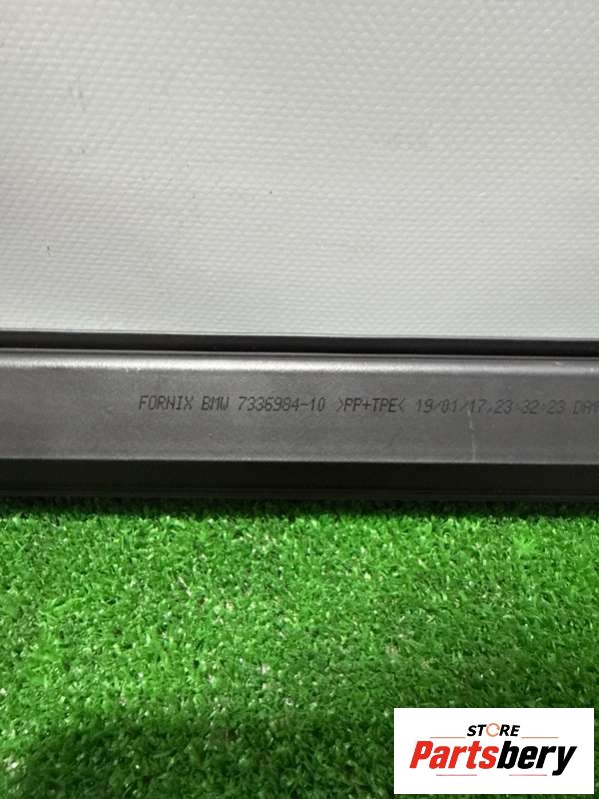 FORNIX BMW 7336984-10 >PP+TPE< 19/01/17,23:32:23
STORE
Partsbery